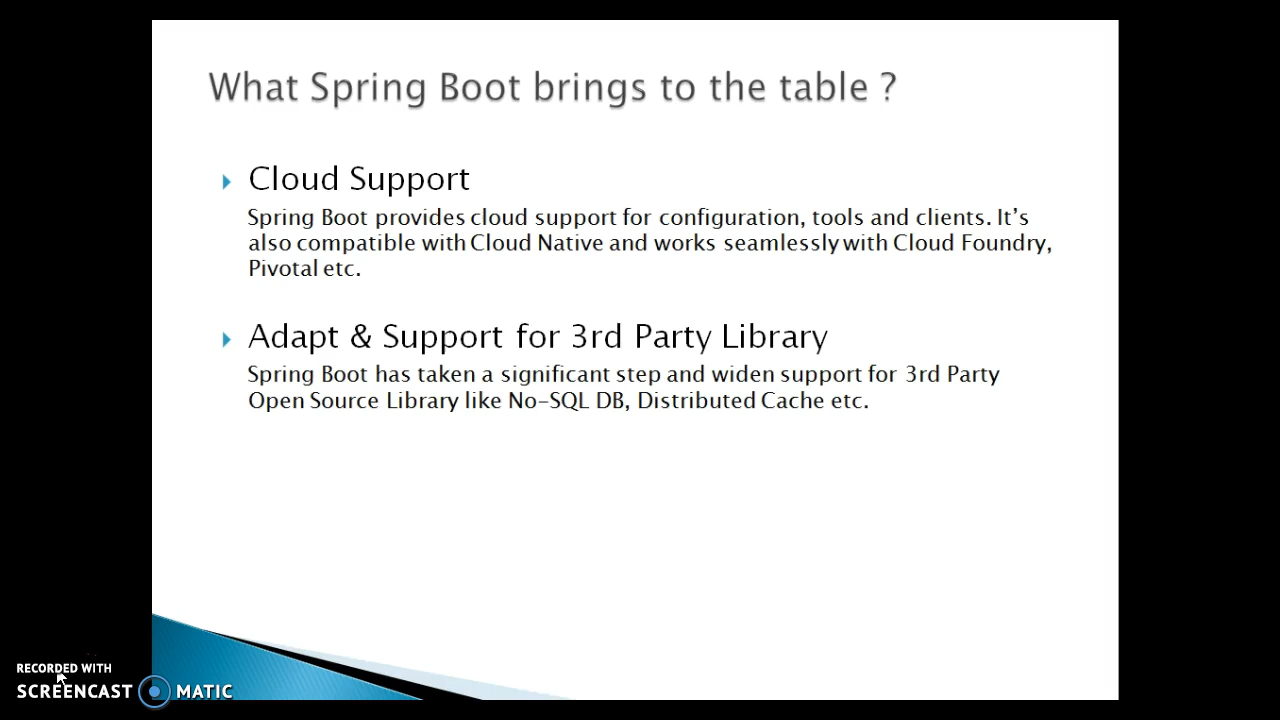 What Spring Boot brings to the table ?
Cloud Support
Spring Boot provides cloud support for configuration, tools and clients. It's
also compatible with Cloud Native and works seamlessly with Cloud Foundry,
Pivotal etc.
Adapt & Support for 3rd Party Library
Spring Boot has taken a significant step and widen support for 3rd Party
Open Source Library like No-SQL DB, Distributed Cache etc.
RECORDED WITH
SCREENCAST MATIC